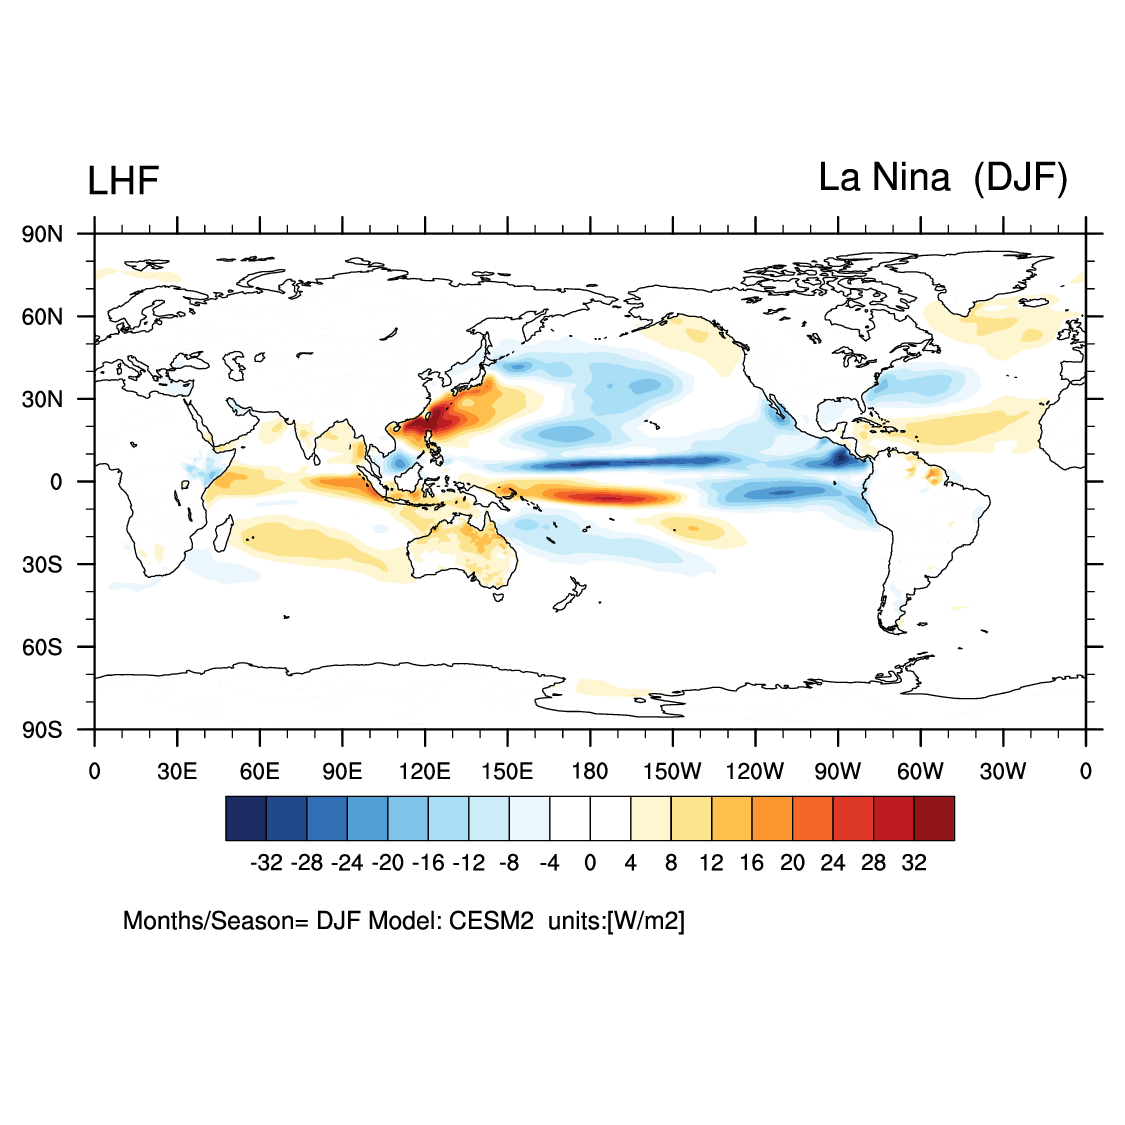 LHF La Nina (DJF)
90N
60N
30N
0
30S
60S
90S
0 30E 60E 90E 120E 150E 180 150W 120W 90W 60W 30W 0
-32 -28 -24 -20 -16 -12 -8 -4 0 4 8 12 16 20 24 28 32
Months/Season= DJF Model: CESM2 units:[W/m2]